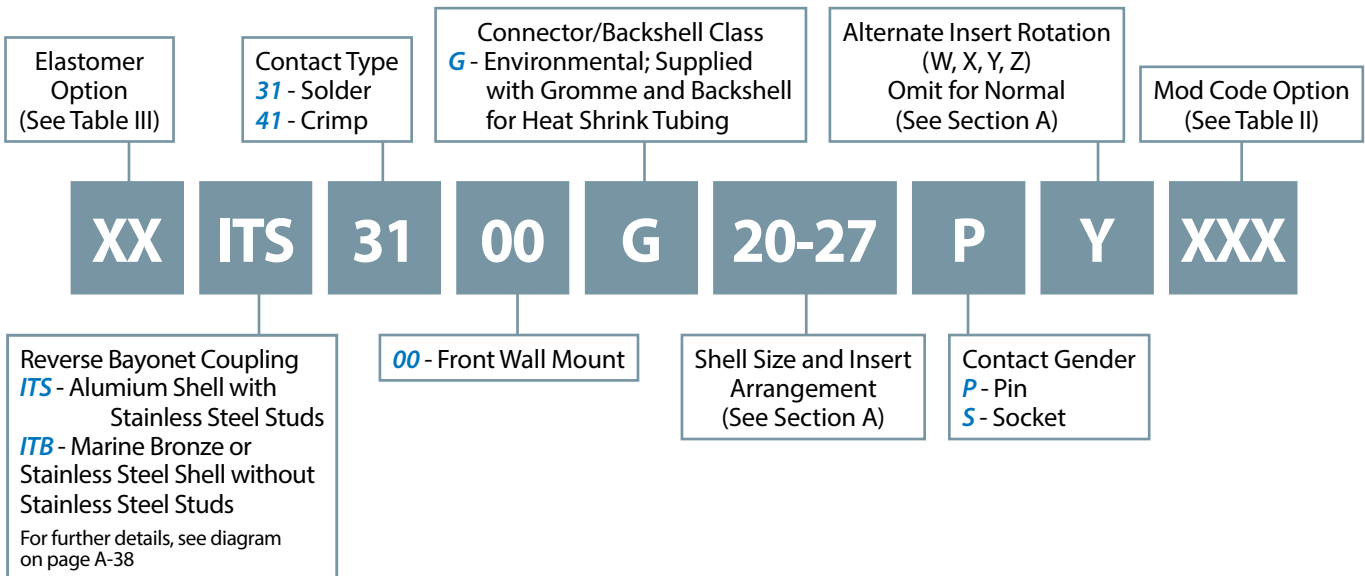 Elastomer
Option
(See Table III)
Contact Type
31 - Solder
41 - Crimp
Connector/Backshell Class
G - Environmental; Supplied
with Gromme and Backshell
for Heat Shrink Tubing
Alternate Insert Rotation
(W, X, Y, Z)
Omit for Normal
(See Section A)
Mod Code Option
(See Table II)
XX ITS 31 00 G 20-27 P Y XXX
Reverse Bayonet Coupling
ITS - Alumium Shell with
Stainless Steel Studs
ITB - Marine Bronze or
Stainless Steel Shell without
Stainless Steel Studs
For further details, see diagram
on page A-38
00 - Front Wall Mount
Shell Size and Insert
Arrangement
(See Section A)
Contact Gender
P - Pin
S - Socket